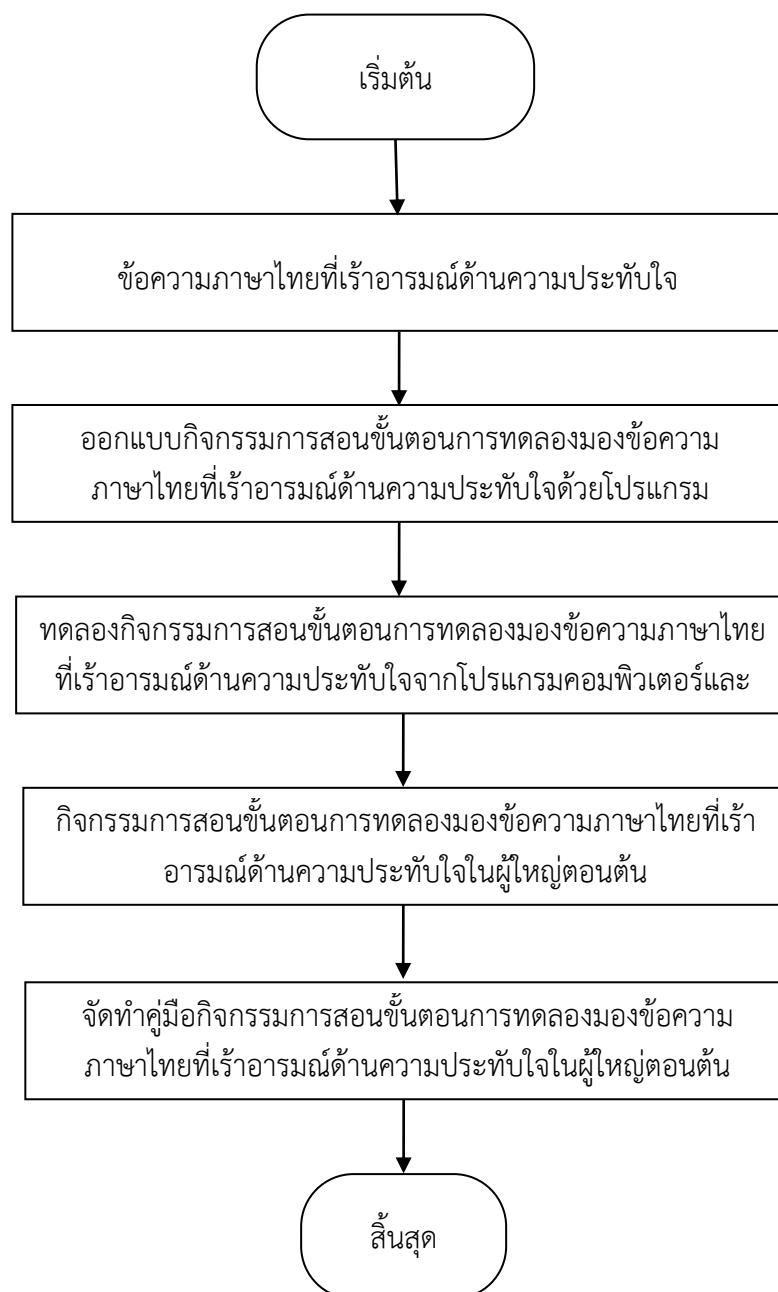 เริ่มต้น
ข้อความภาษาไทยที่เร้าอารมณ์ด้านความประทับใจ
ออกแบบกิจกรรมการสอนขั้นตอนการทดลองมองข้อความ
ภาษาไทยที่เร้าอารมณ์ด้านความประทับใจด้วยโปรแกรม
ทดลองกิจกรรมการสอนขั้นตอนการทดลองมองข้อความภาษาไทย
ที่เร้าอารมณ์ด้านความประทับใจจากโปรแกรมคอมพิวเตอร์และ
กิจกรรมการสอนขั้นตอนการทดลองมองข้อความภาษาไทยที่เร้า
อารมณ์ด้านความประทับใจในผู้ใหญ่ตอนต้น
จัดทำคู่มือกิจกรรมการสอนขั้นตอนการทดลองมองข้อความ
ภาษาไทยที่เร้าอารมณ์ด้านความประทับใจในผู้ใหญ่ตอนต้น
สิ้นสุด